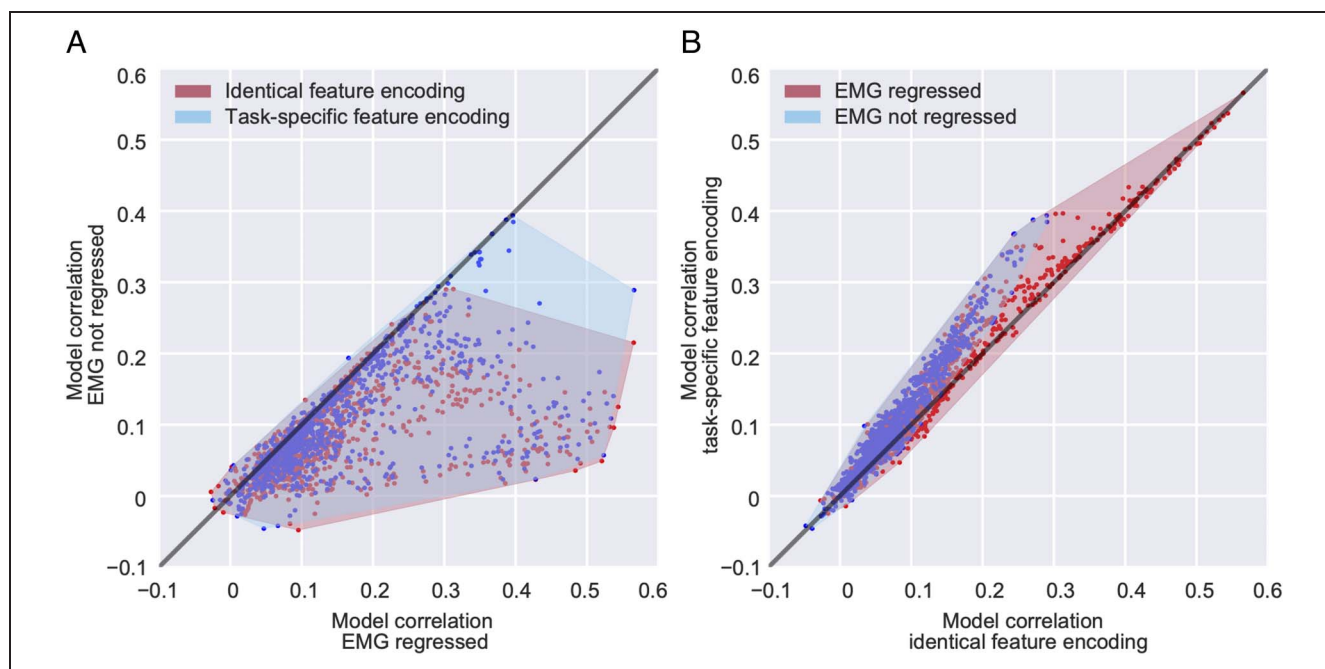 A
0.6
0.5
0.4
0.3
0.2
0.1
0
−0.1
Model correlation
EMG not regressed
Identical feature encoding
Task-specific feature encoding
−0.1 0 0.1 0.2 0.3 0.4 0.5 0.6
Model correlation
EMG regressed
B
0.6
0.5
0.4
0.3
0.2
0.1
0
−0.1
Model correlation
task-specific feature encoding
EMG regressed
EMG not regressed
−0.1 0 0.1 0.2 0.3 0.4 0.5 0.6
Model correlation
identical feature encoding